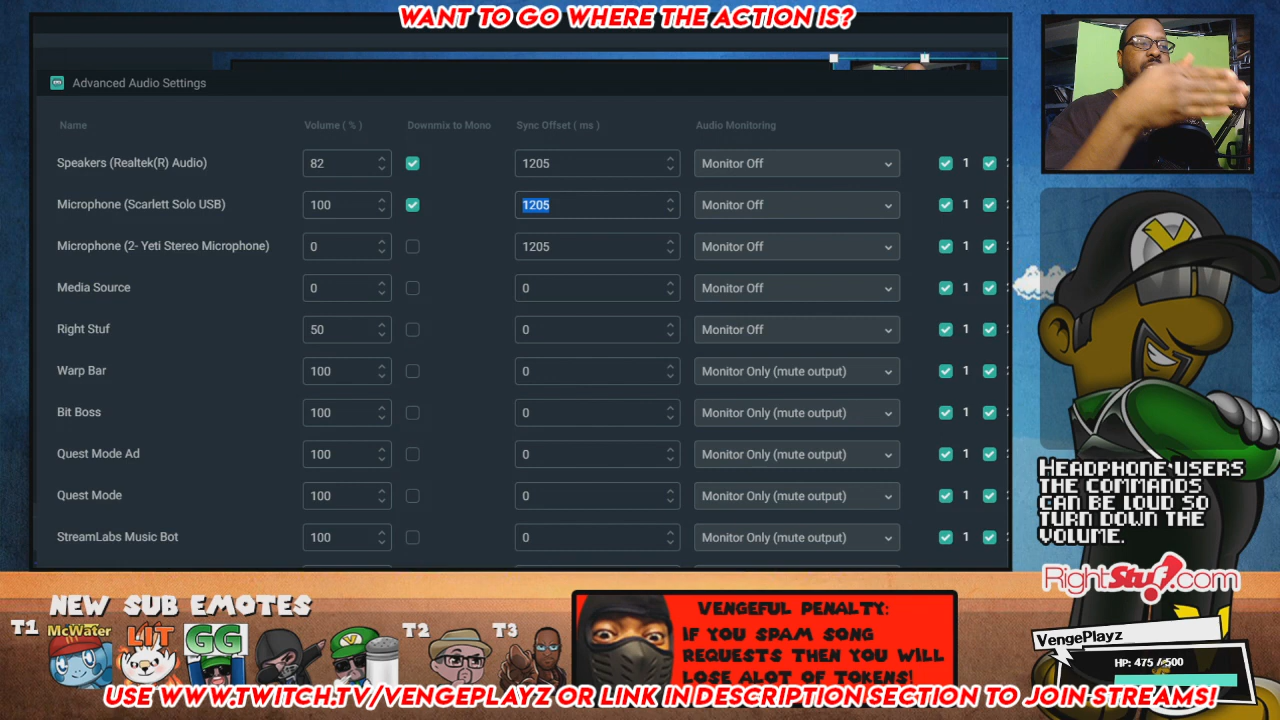 WANT TO GO WHERE THE ACTION IS?
Advanced Audio Settings
Name Volume ( % ) Downmix to Mono Sync Offset ( ms ) Audio Monitoring
Speakers (Realtek(R) Audio) 82 1205 Monitor Off 1
Microphone (Scarlett Solo USB) 100 1205 Monitor Off 1
Microphone (2- Yeti Stereo Microphone) 0 1205 Monitor Off 1
Media Source 0 0 Monitor Off 1
Right Stuf 50 0 Monitor Off 1
Warp Bar 100 0 Monitor Only (mute output) 1
Bit Boss 100 0 Monitor Only (mute output) 1
Quest Mode Ad 100 0 Monitor Only (mute output) 1
Quest Mode 100 0 Monitor Only (mute output) 1
StreamLabs Music Bot 100 0 Monitor Only (mute output) 1
V
HEADPHONE USERS
THE COMMANDS
CAN BE LOUD SO
TURN DOWN THE
VOLUME.
RightStuf!.com
NEW SUB EMOTES
T1 McWater LIT GG T2 T3
VENGEFUL PENALTY:
IF YOU SPAM SONG
REQUESTS THEN YOU WILL
LOSE ALOT OF TOKENS!
VengePlayz
HP: 475 / 500
USE WWW.TWITCH.TV/VENGEPLAYZ OR LINK IN DESCRIPTION SECTION TO JOIN STREAMS!